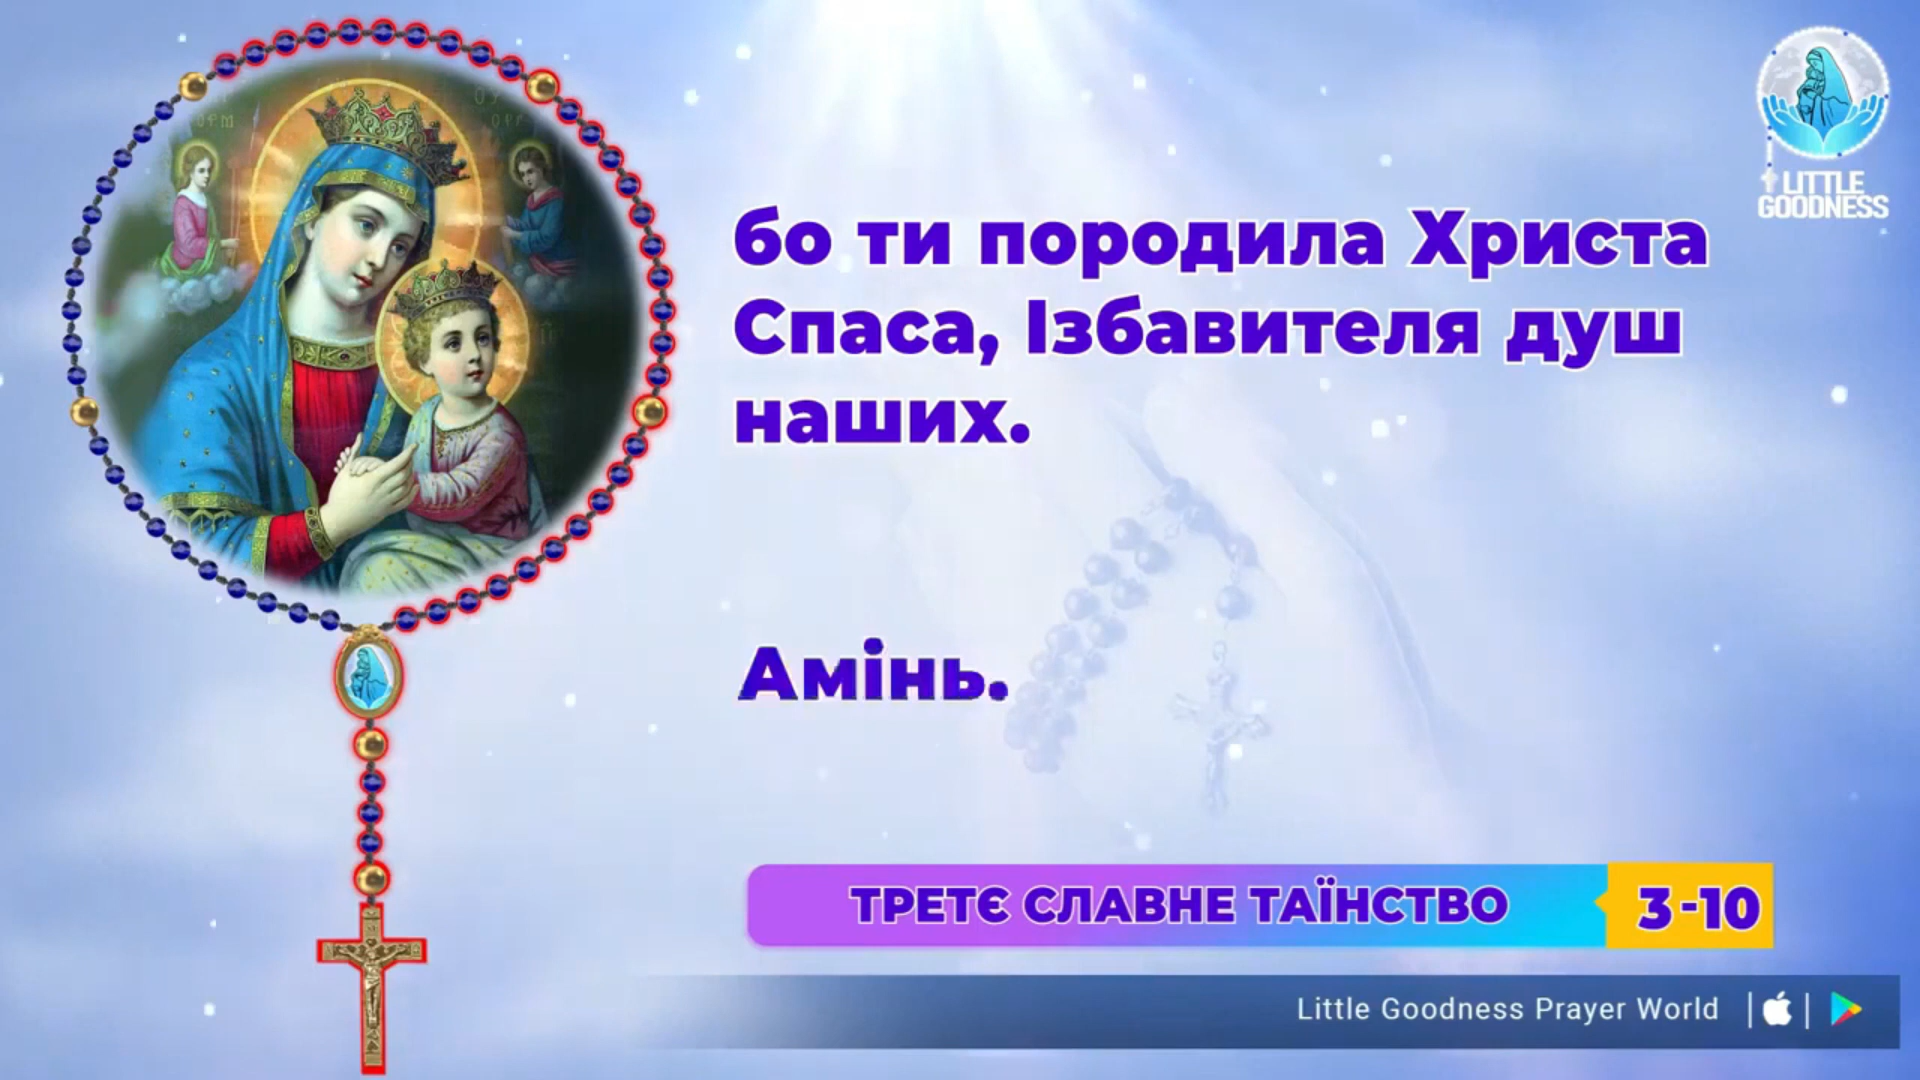 LITTLE
GOODNESS
бо ти породила Христа
Спаса, Ізбавителя душ
наших.
Амінь.
ТРЕТЄ СЛАВНЕ ТАЇНСТВО
3-10
Little Goodness Prayer World